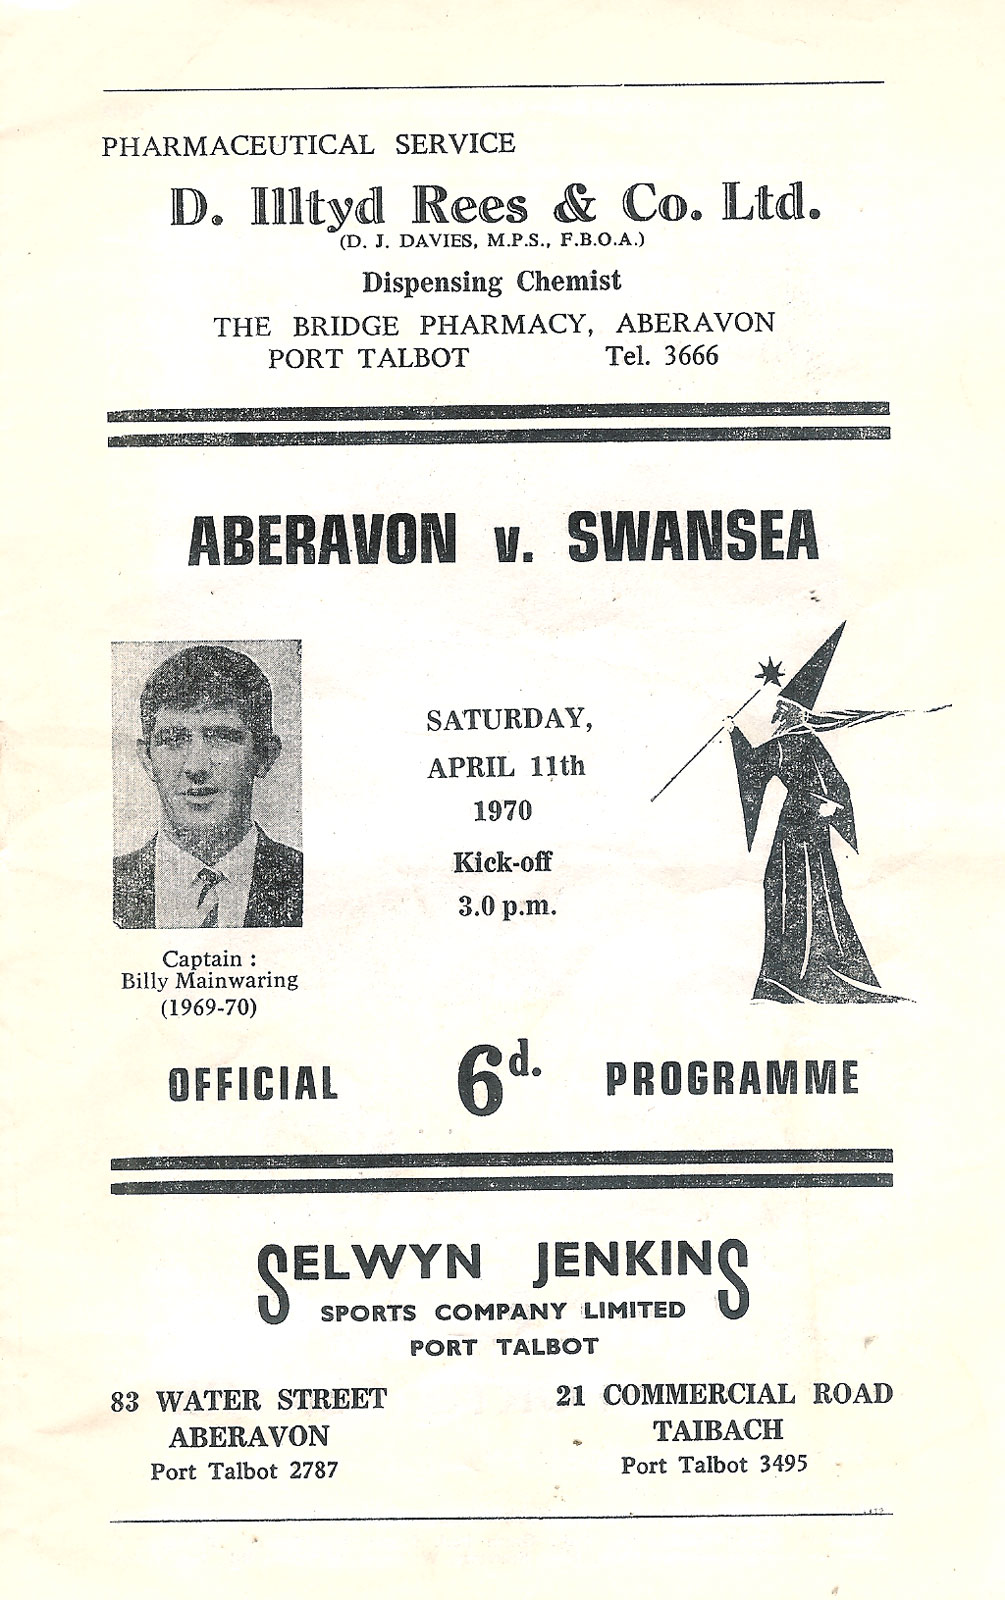 PHARMACEUTICAL SERVICE
D. Illtyd Rees & Co. Ltd.
(D. J. DAVIES, M.P.S., F.B.O.A.)
Dispensing Chemist
THE BRIDGE PHARMACY, ABERAVON
PORT TALBOT Tel. 3666
ABERAVON v. SWANSEA
SATURDAY,
APRIL 11th
1970
Kick-off
3.0 p.m.
Captain :
Billy Mainwaring
(1969-70)
OFFICIAL 6d. PROGRAMME
SELWYN JENKINS
SPORTS COMPANY LIMITED
PORT TALBOT
83 WATER STREET
ABERAVON
Port Talbot 2787
21 COMMERCIAL ROAD
TAIBACH
Port Talbot 3495